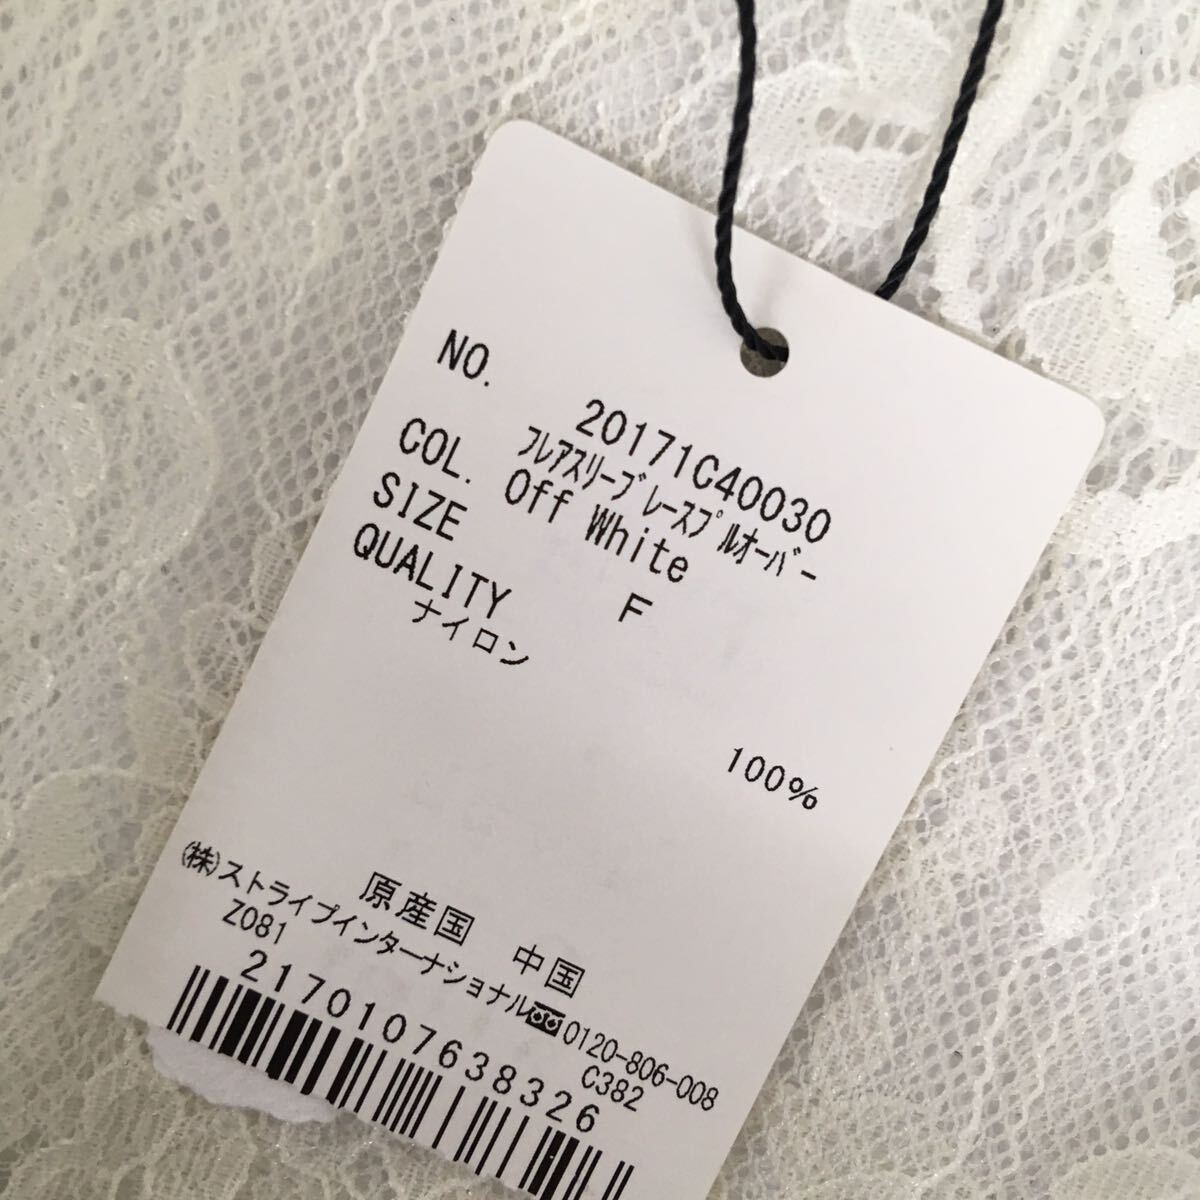 NO. 20171C40030
ﾌﾚｱｽﾘｰﾌﾞﾚｰｽﾌﾟﾙｵｰﾊﾞｰ
COL. Off White
SIZE F
QUALITY
ナイロン 100%
原産国 中国
(株)ストライプインターナショナル 0120-806-008
Z081 C382
2170107638326